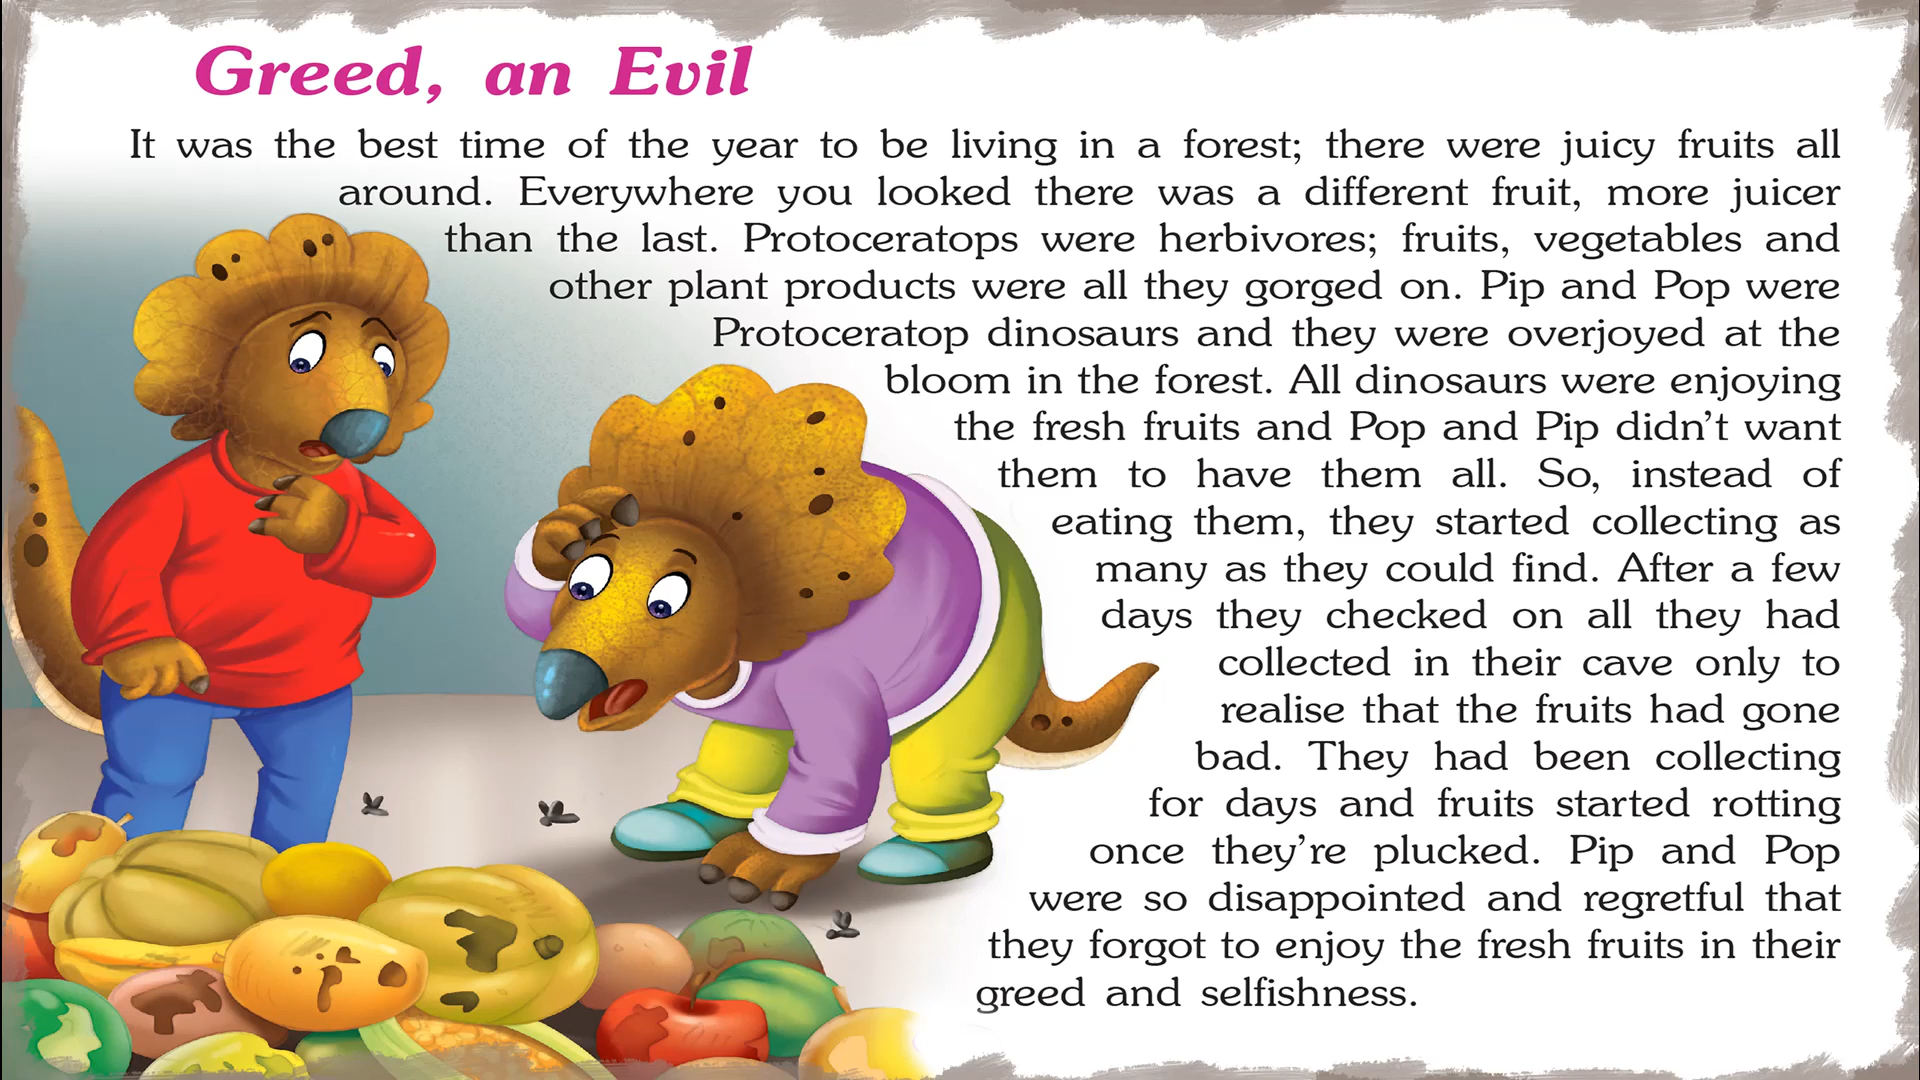 Greed, an Evil
It was the best time of the year to be living in a forest; there were juicy fruits all
around. Everywhere you looked there was a different fruit, more juicer
than the last. Protoceratops were herbivores; fruits, vegetables and
other plant products were all they gorged on. Pip and Pop were
Protoceratop dinosaurs and they were overjoyed at the
bloom in the forest. All dinosaurs were enjoying
the fresh fruits and Pop and Pip didn’t want
them to have them all. So, instead of
eating them, they started collecting as
many as they could find. After a few
days they checked on all they had
collected in their cave only to
realise that the fruits had gone
bad. They had been collecting
for days and fruits started rotting
once they’re plucked. Pip and Pop
were so disappointed and regretful that
they forgot to enjoy the fresh fruits in their
greed and selfishness.